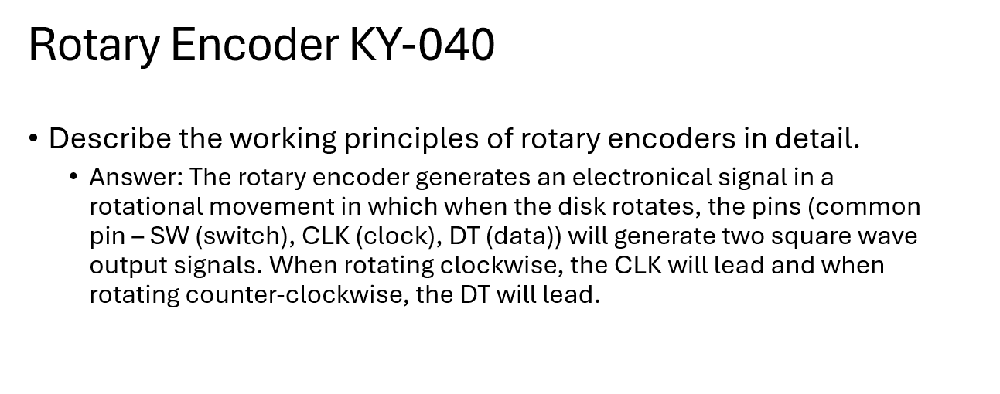 Rotary Encoder KY-040
• Describe the working principles of rotary encoders in detail.
• Answer: The rotary encoder generates an electronical signal in a
rotational movement in which when the disk rotates, the pins (common
pin – SW (switch), CLK (clock), DT (data)) will generate two square wave
output signals. When rotating clockwise, the CLK will lead and when
rotating counter-clockwise, the DT will lead.